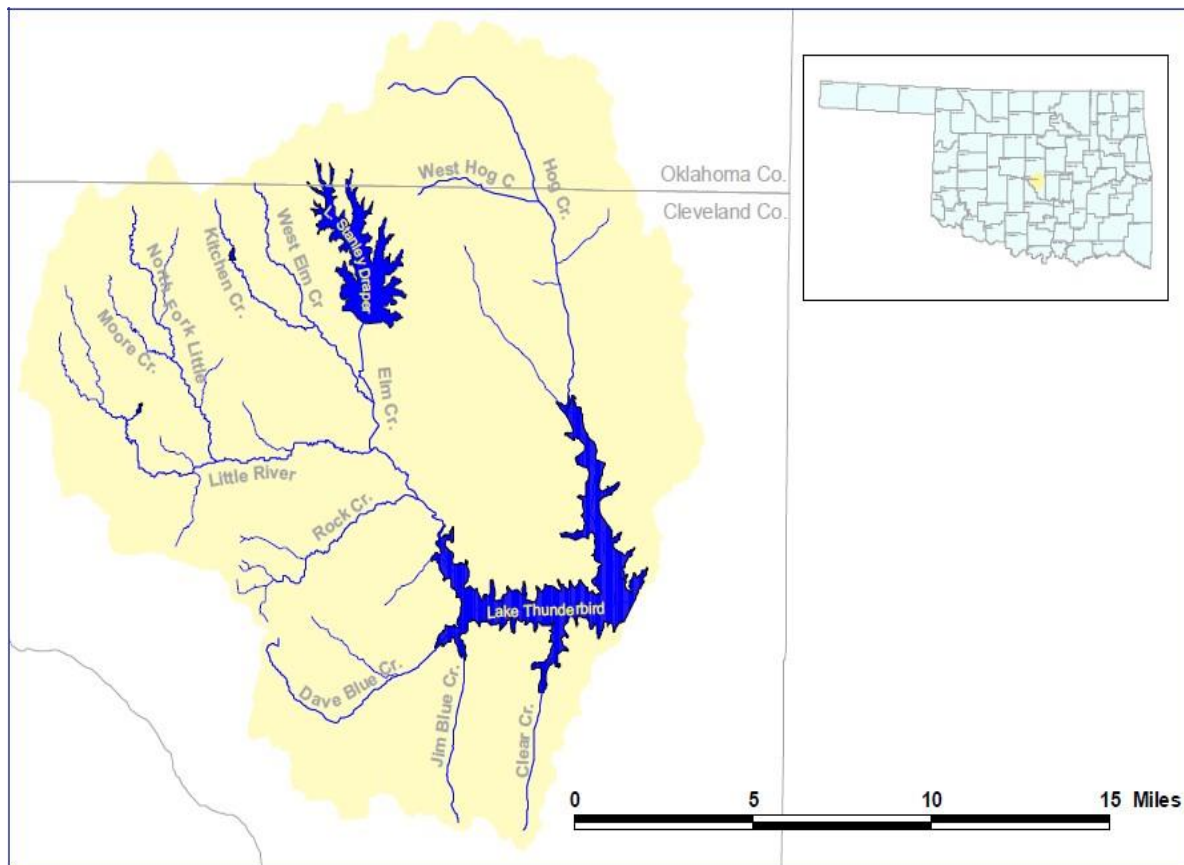 Oklahoma Co.
Cleveland Co.
West Hog C
Hog Cr.
L Stanley Draper
West Elm Cr
Kitchen Cr.
North Fork Little
Moore Cr.
Elm Cr.
Little River
Rock Cr.
Lake Thunderbird
Dave Blue Cr.
Jim Blue Cr.
Clear Cr.
0 5 10 15 Miles